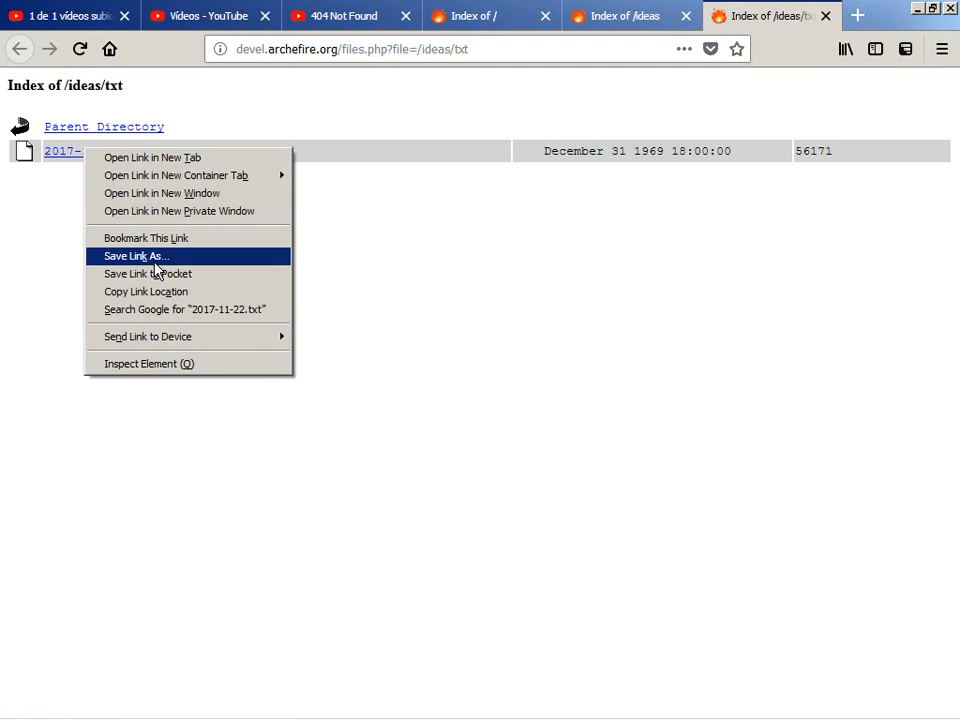 1 de 1 vídeos subi
Vídeos - YouTube
404 Not Found
Index of /
Index of /ideas
Index of /ideas/tx
devel.archefire.org/files.php?file=/ideas/txt
Index of /ideas/txt
Parent Directory
2017- December 31 1969 18:00:00 56171
Open Link in New Tab
Open Link in New Container Tab
Open Link in New Window
Open Link in New Private Window
Bookmark This Link
Save Link As...
Save Link to Pocket
Copy Link Location
Search Google for “2017-11-22.txt”
Send Link to Device
Inspect Element (Q)